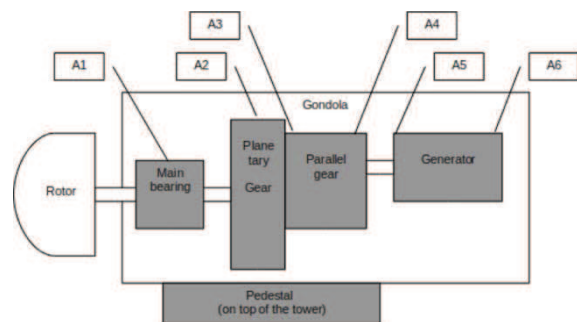 A3
A4
A1
A2
A5
A6
Gondola
Plane
tary
Gear
Main
bearing
Parallel
gear
Generator
Rotor
Pedestal
(on top of the tower)